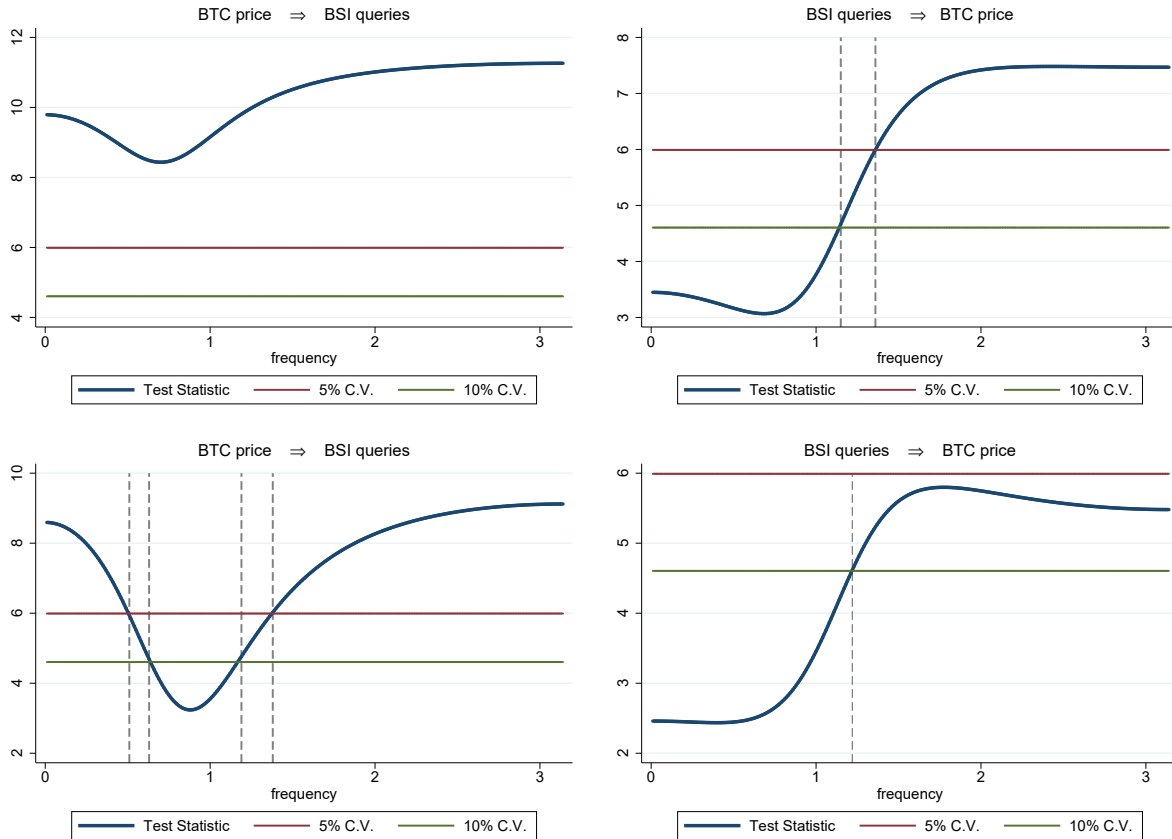 BTC price ⇒ BSI queries
12
10
8
6
4
0 1 2 3
frequency
Test Statistic 5% C.V. 10% C.V.
BSI queries ⇒ BTC price
8
7
6
5
4
3
0 1 2 3
frequency
Test Statistic 5% C.V. 10% C.V.
BTC price ⇒ BSI queries
10
8
6
4
2
0 1 2 3
frequency
Test Statistic 5% C.V. 10% C.V.
BSI queries ⇒ BTC price
6
5
4
3
2
0 1 2 3
frequency
Test Statistic 5% C.V. 10% C.V.